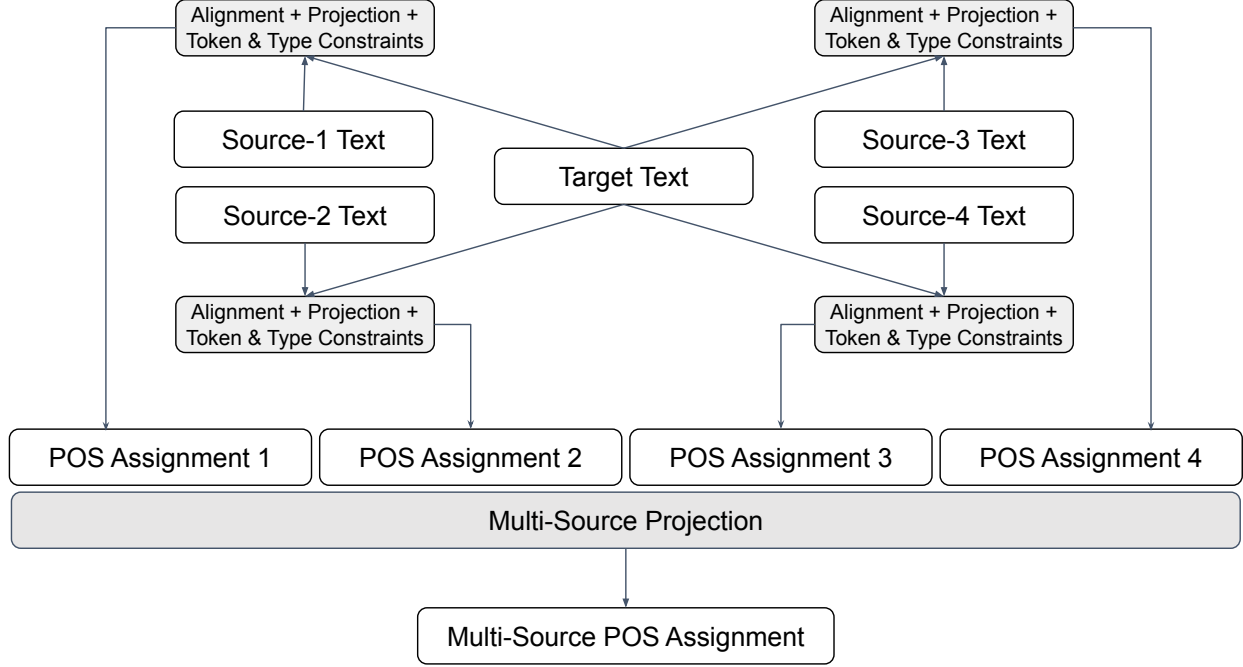 Alignment + Projection +
Token & Type Constraints
Alignment + Projection +
Token & Type Constraints
Source-1 Text
Source-3 Text
Target Text
Source-2 Text
Source-4 Text
Alignment + Projection +
Token & Type Constraints
Alignment + Projection +
Token & Type Constraints
POS Assignment 1
POS Assignment 2
POS Assignment 3
POS Assignment 4
Multi-Source Projection
Multi-Source POS Assignment